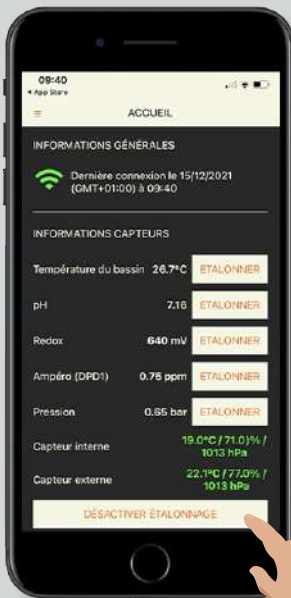 09:40
◂ App Store
ACCUEIL
INFORMATIONS GÉNÉRALES
Dernière connexion le 15/12/2021
(GMT+01:00) à 09:40
INFORMATIONS CAPTEURS
Température du bassin 26.7°C ETALONNER
pH 7.16 ETALONNER
Redox 640 mV ETALONNER
Ampéro (DPD1) 0.75 ppm ETALONNER
Pression 0.65 bar ETALONNER
Capteur interne 19.0°C / 71.0)% /
1013 hPa
Capteur externe 22.1°C / 77.0% /
1013 hPa
DÉSACTIVER ÉTALONNAGE